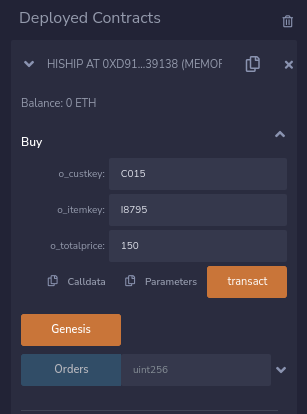 Deployed Contracts
HISHIP AT 0XD91...39138 (MEMOR
Balance: 0 ETH
Buy
o_custkey: C015
o_itemkey: I8795
o_totalprice: 150
Calldata Parameters transact
Genesis
Orders uint256